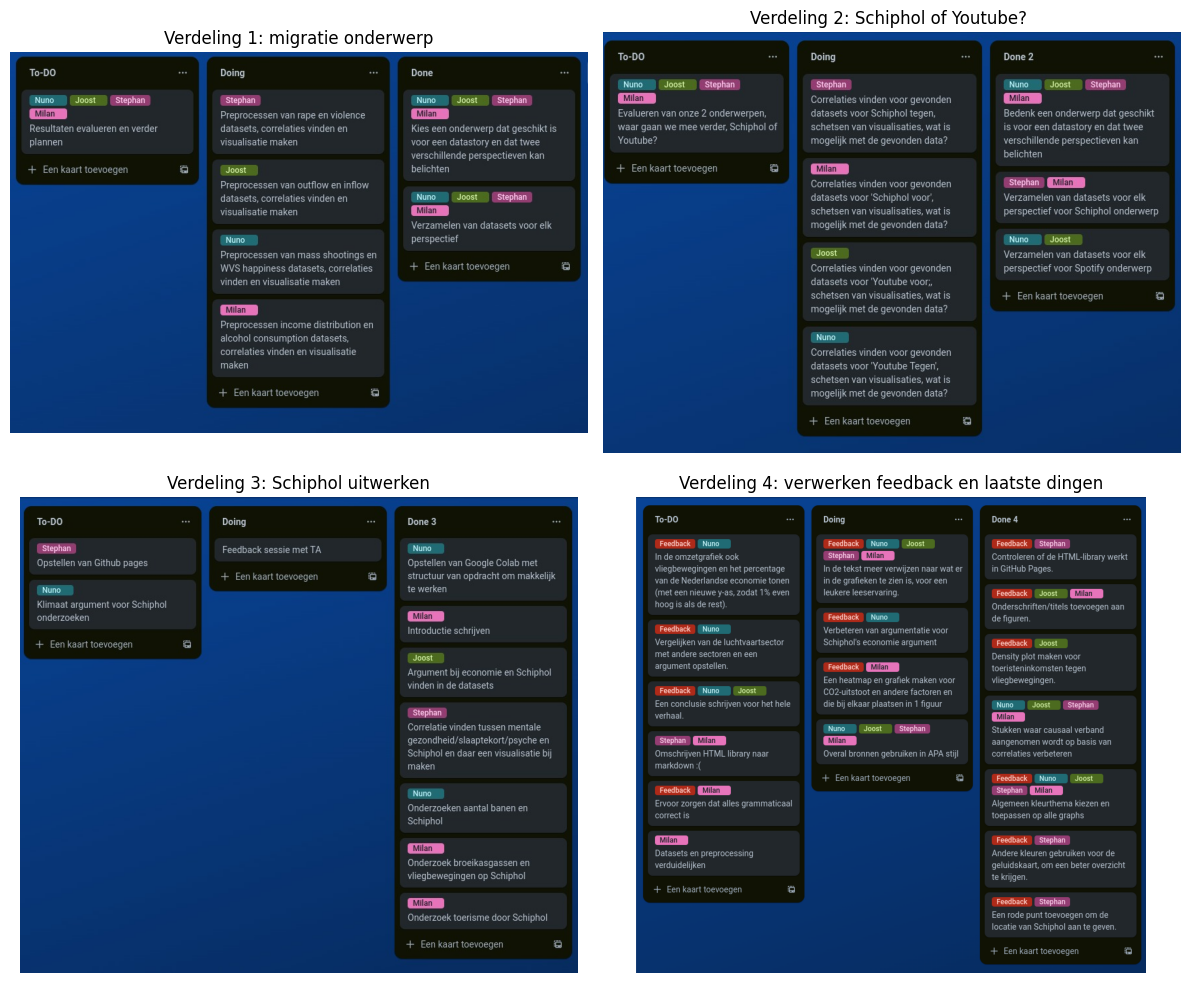 Verdeling 1: migratie onderwerp
To-DO
Nuno Joost Stephan
Milan
Resultaten evalueren en verder
plannen
Een kaart toevoegen
Doing
Stephan
Preprocessen van rape en violence
datasets, correlaties vinden en
visualisatie maken
Joost
Preprocessen van outflow en inflow
datasets, correlaties vinden en
visualisatie maken
Nuno
Preprocessen van mass shootings en
WVS happiness datasets, correlaties
vinden en visualisatie maken
Milan
Preprocessen income distribution en
alcohol consumption datasets,
correlaties vinden en visualisatie
maken
Een kaart toevoegen
Done
Nuno Joost Stephan
Milan
Kies een onderwerp dat geschikt is
voor een datastory en dat twee
verschillende perspectieven kan
belichten
Nuno Joost Stephan
Milan
Verzamelen van datasets voor elk
perspectief
Een kaart toevoegen
Verdeling 2: Schiphol of Youtube?
To-DO
Nuno Joost Stephan
Milan
Evalueren van onze 2 onderwerpen,
waar gaan we mee verder, Schiphol of
Youtube?
Een kaart toevoegen
Doing
Stephan
Correlaties vinden voor gevonden
datasets voor Schiphol tegen,
schetsen van visualisaties, wat is
mogelijk met de gevonden data?
Milan
Correlaties vinden voor gevonden
datasets voor 'Schiphol voor',
schetsen van visualisaties, wat is
mogelijk met de gevonden data?
Joost
Correlaties vinden voor gevonden
datasets voor 'Youtube voor;,
schetsen van visualisaties, wat is
mogelijk met de gevonden data?
Nuno
Correlaties vinden voor gevonden
datasets voor 'Youtube Tegen',
schetsen van visualisaties, wat is
mogelijk met de gevonden data?
Een kaart toevoegen
Done 2
Nuno Joost Stephan
Milan
Bedenk een onderwerp dat geschikt
is voor een datastory en dat twee
verschillende perspectieven kan
belichten
Stephan Milan
Verzamelen van datasets voor elk
perspectief voor Schiphol onderwerp
Nuno Joost
Verzamelen van datasets voor elk
perspectief voor Spotify onderwerp
Een kaart toevoegen
Verdeling 3: Schiphol uitwerken
To-DO
Stephan
Opstellen van Github pages
Nuno
Klimaat argument voor Schiphol
onderzoeken
Een kaart toevoegen
Doing
Feedback sessie met TA
Een kaart toevoegen
Done 3
Nuno
Opstellen van Google Colab met
structuur van opdracht om makkelijk
te werken
Milan
Introductie schrijven
Joost
Argument bij economie en Schiphol
vinden in de datasets
Stephan
Correlatie vinden tussen mentale
gezondheid/slaaptekort/psyche en
Schiphol en daar een visualisatie bij
maken
Nuno
Onderzoeken aantal banen en
Schiphol
Milan
Onderzoek broeikasgassen en
vliegbewegingen op Schiphol
Milan
Onderzoek toerisme door Schiphol
Een kaart toevoegen
Verdeling 4: verwerken feedback en laatste dingen
To-DO
Feedback Nuno
In de omzetgrafiek ook
vliegbewegingen en het percentage
van de Nederlandse economie tonen
(met een nieuwe y-as, zodat 1% even
hoog is als de rest).
Feedback Nuno
Vergelijken van de luchtvaartsector
met andere sectoren en een
argument opstellen.
Feedback Nuno Joost
Een conclusie schrijven voor het hele
verhaal.
Stephan Milan
Omschrijven HTML library naar
markdown :(
Feedback Milan
Ervoor zorgen dat alles grammaticaal
correct is
Milan
Datasets en preprocessing
verduidelijken
Een kaart toevoegen
Doing
Feedback Nuno Joost
Stephan Milan
In de tekst meer verwijzen naar wat er
in de grafieken te zien is, voor een
leukere leeservaring.
Feedback Nuno
Verbeteren van argumentatie voor
Schiphol's economie argument
Feedback Milan
Een heatmap en grafiek maken voor
CO2-uitstoot en andere factoren en
die bij elkaar plaatsen in 1 figuur
Nuno Joost Stephan
Milan
Overal bronnen gebruiken in APA stijl
Een kaart toevoegen
Done 4
Feedback Stephan
Controleren of de HTML-library werkt
in GitHub Pages.
Feedback Joost Milan
Onderschriften/titels toevoegen aan
de figuren.
Feedback Joost
Density plot maken voor
toeristeninkomsten tegen
vliegbewegingen.
Nuno Joost Stephan
Milan
Stukken waar causaal verband
aangenomen wordt op basis van
correlaties verbeteren
Feedback Nuno Joost
Stephan Milan
Algemeen kleurthema kiezen en
toepassen op alle graphs
Feedback Stephan
Andere kleuren gebruiken voor de
geluidskaart, om een beter overzicht
te krijgen.
Feedback Stephan
Een rode punt toevoegen om de
locatie van Schiphol aan te geven.
Een kaart toevoegen